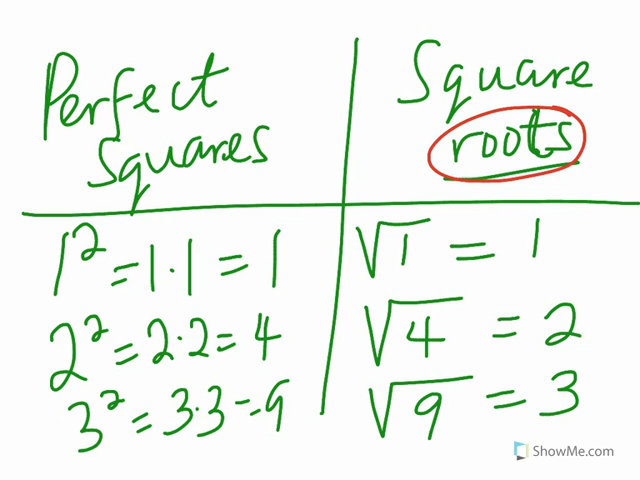 Perfect
Squares
Square
roots
1² = 1·1 = 1
√1 = 1
2² = 2·2 = 4
√4 = 2
3² = 3·3 = 9
√9 = 3
ShowMe.com